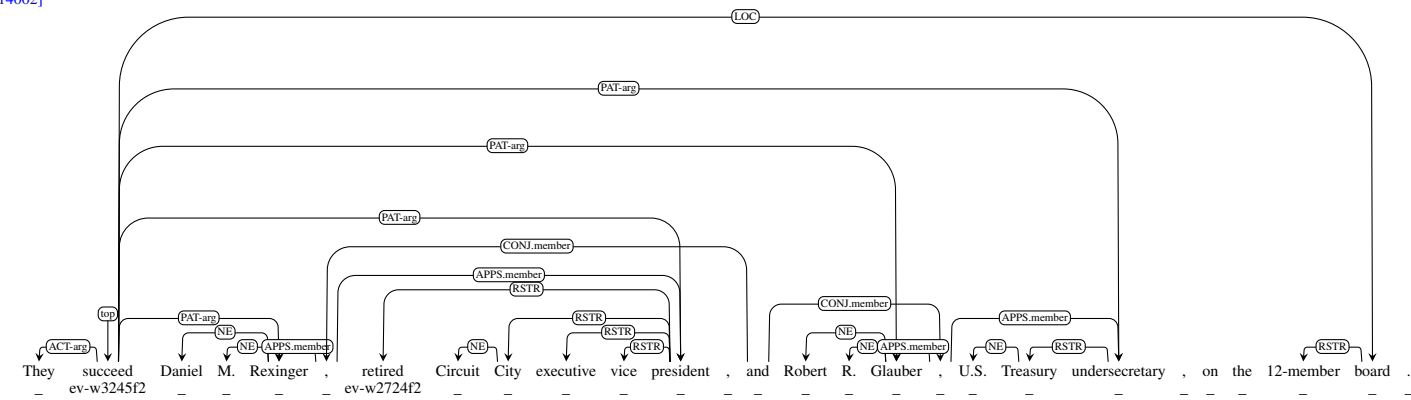 14002]
LOC
PAT-arg
PAT-arg
PAT-arg
CONJ.member
APPS.member
RSTR
CONJ.member
top PAT-arg RSTR APPS.member
NE RSTR NE
ACT-arg NE APPS.member NE RSTR NE APPS.member NE RSTR RSTR
They succeed Daniel M. Rexinger , retired Circuit City executive vice president , and Robert R. Glauber , U.S. Treasury undersecretary , on the 12-member board .
ev-w3245f2 ev-w2724f2
_ _ _ _ _ _ _ _ _ _ _ _ _ _ _ _ _ _ _ _ _ _ _ _ _ _